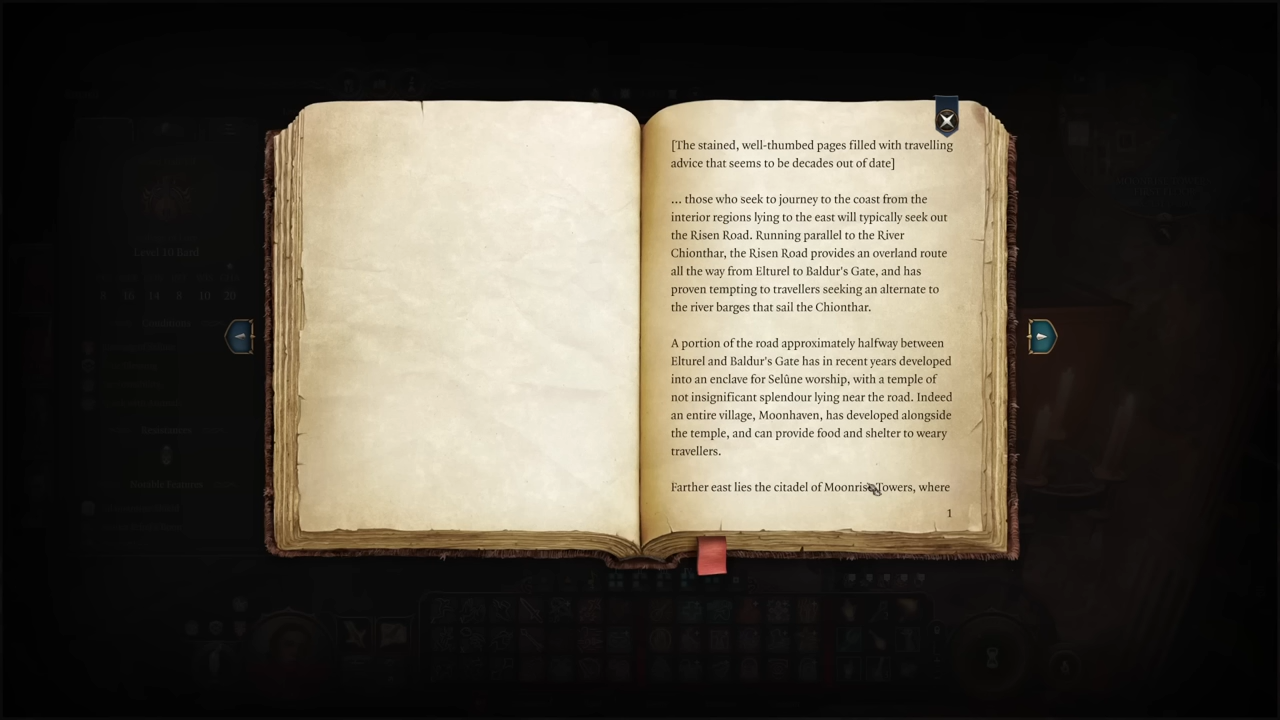 [The stained, well-thumbed pages filled with travelling
advice that seems to be decades out of date]
... those who seek to journey to the coast from the
interior regions lying to the east will typically seek out
the Risen Road. Running parallel to the River
Chionthar, the Risen Road provides an overland route
all the way from Elturel to Baldur's Gate, and has
proven tempting to travellers seeking an alternate to
the river barges that sail the Chionthar.
A portion of the road approximately halfway between
Elturel and Baldur's Gate has in recent years developed
into an enclave for Selûne worship, with a temple of
not insignificant splendour lying near the road. Indeed
an entire village, Moonhaven, has developed alongside
the temple, and can provide food and shelter to weary
travellers.
Farther east lies the citadel of Moonrise Towers, where
1
Level 10 Bard